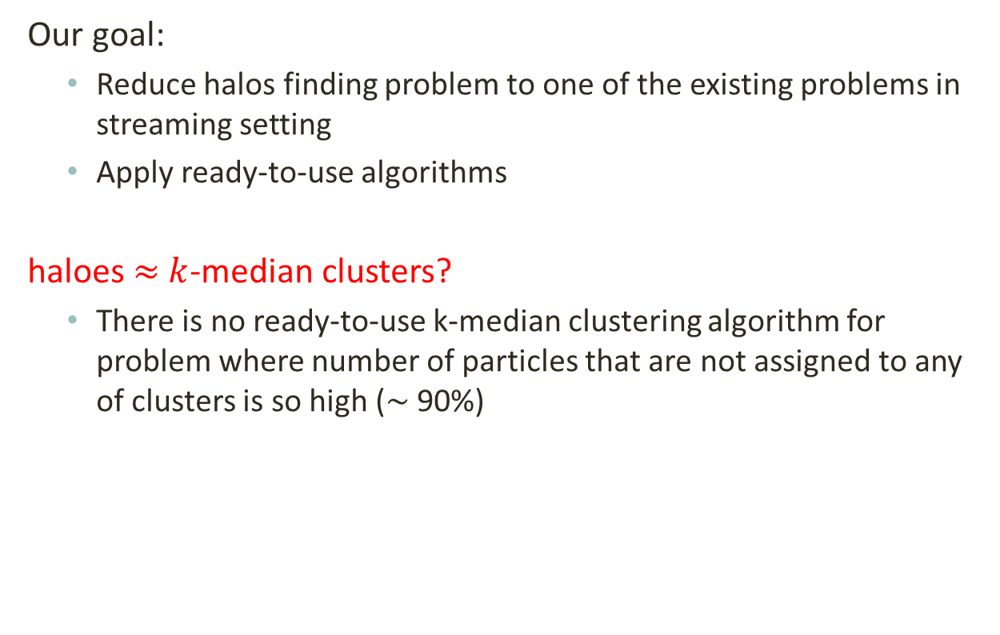 Our goal:
• Reduce halos finding problem to one of the existing problems in
streaming setting
• Apply ready-to-use algorithms
haloes ≈ k-median clusters?
• There is no ready-to-use k-median clustering algorithm for
problem where number of particles that are not assigned to any
of clusters is so high (~ 90%)